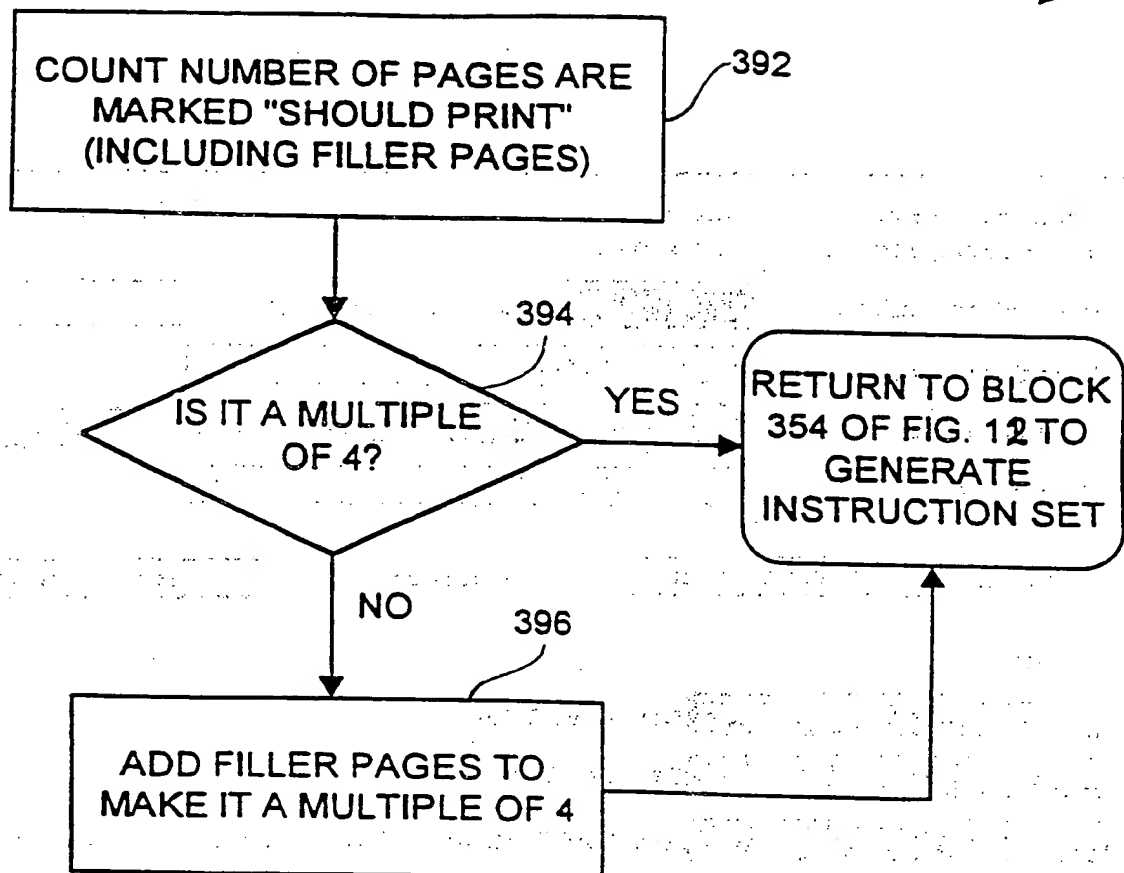 COUNT NUMBER OF PAGES ARE
MARKED "SHOULD PRINT"
(INCLUDING FILLER PAGES)
392
394
IS IT A MULTIPLE
OF 4?
YES
RETURN TO BLOCK
354 OF FIG. 12 TO
GENERATE
INSTRUCTION SET
NO
396
ADD FILLER PAGES TO
MAKE IT A MULTIPLE OF 4